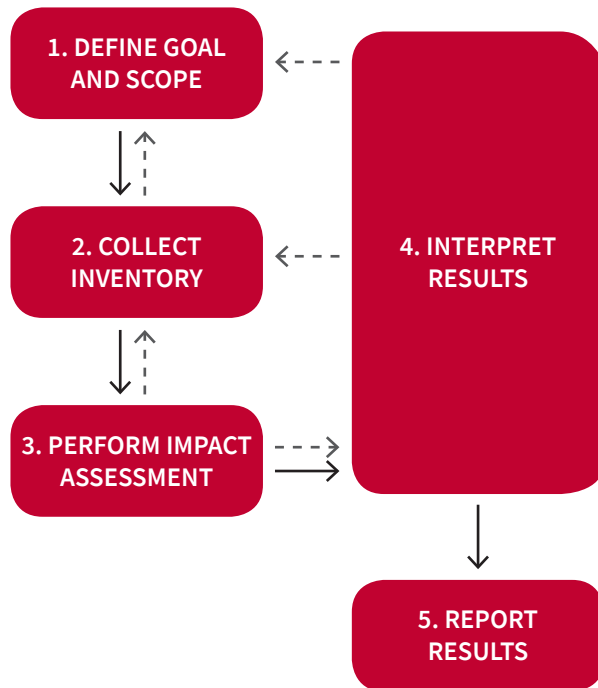 1. DEFINE GOAL
AND SCOPE
2. COLLECT
INVENTORY
3. PERFORM IMPACT
ASSESSMENT
4. INTERPRET
RESULTS
5. REPORT
RESULTS